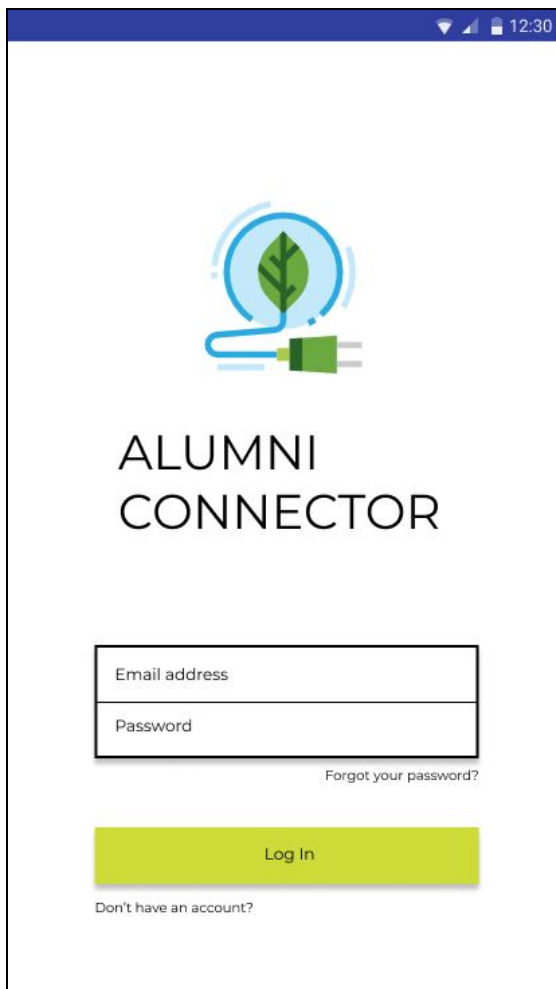 12:30
ALUMNI
CONNECTOR
Email address
Password
Forgot your password?
Log In
Don't have an account?